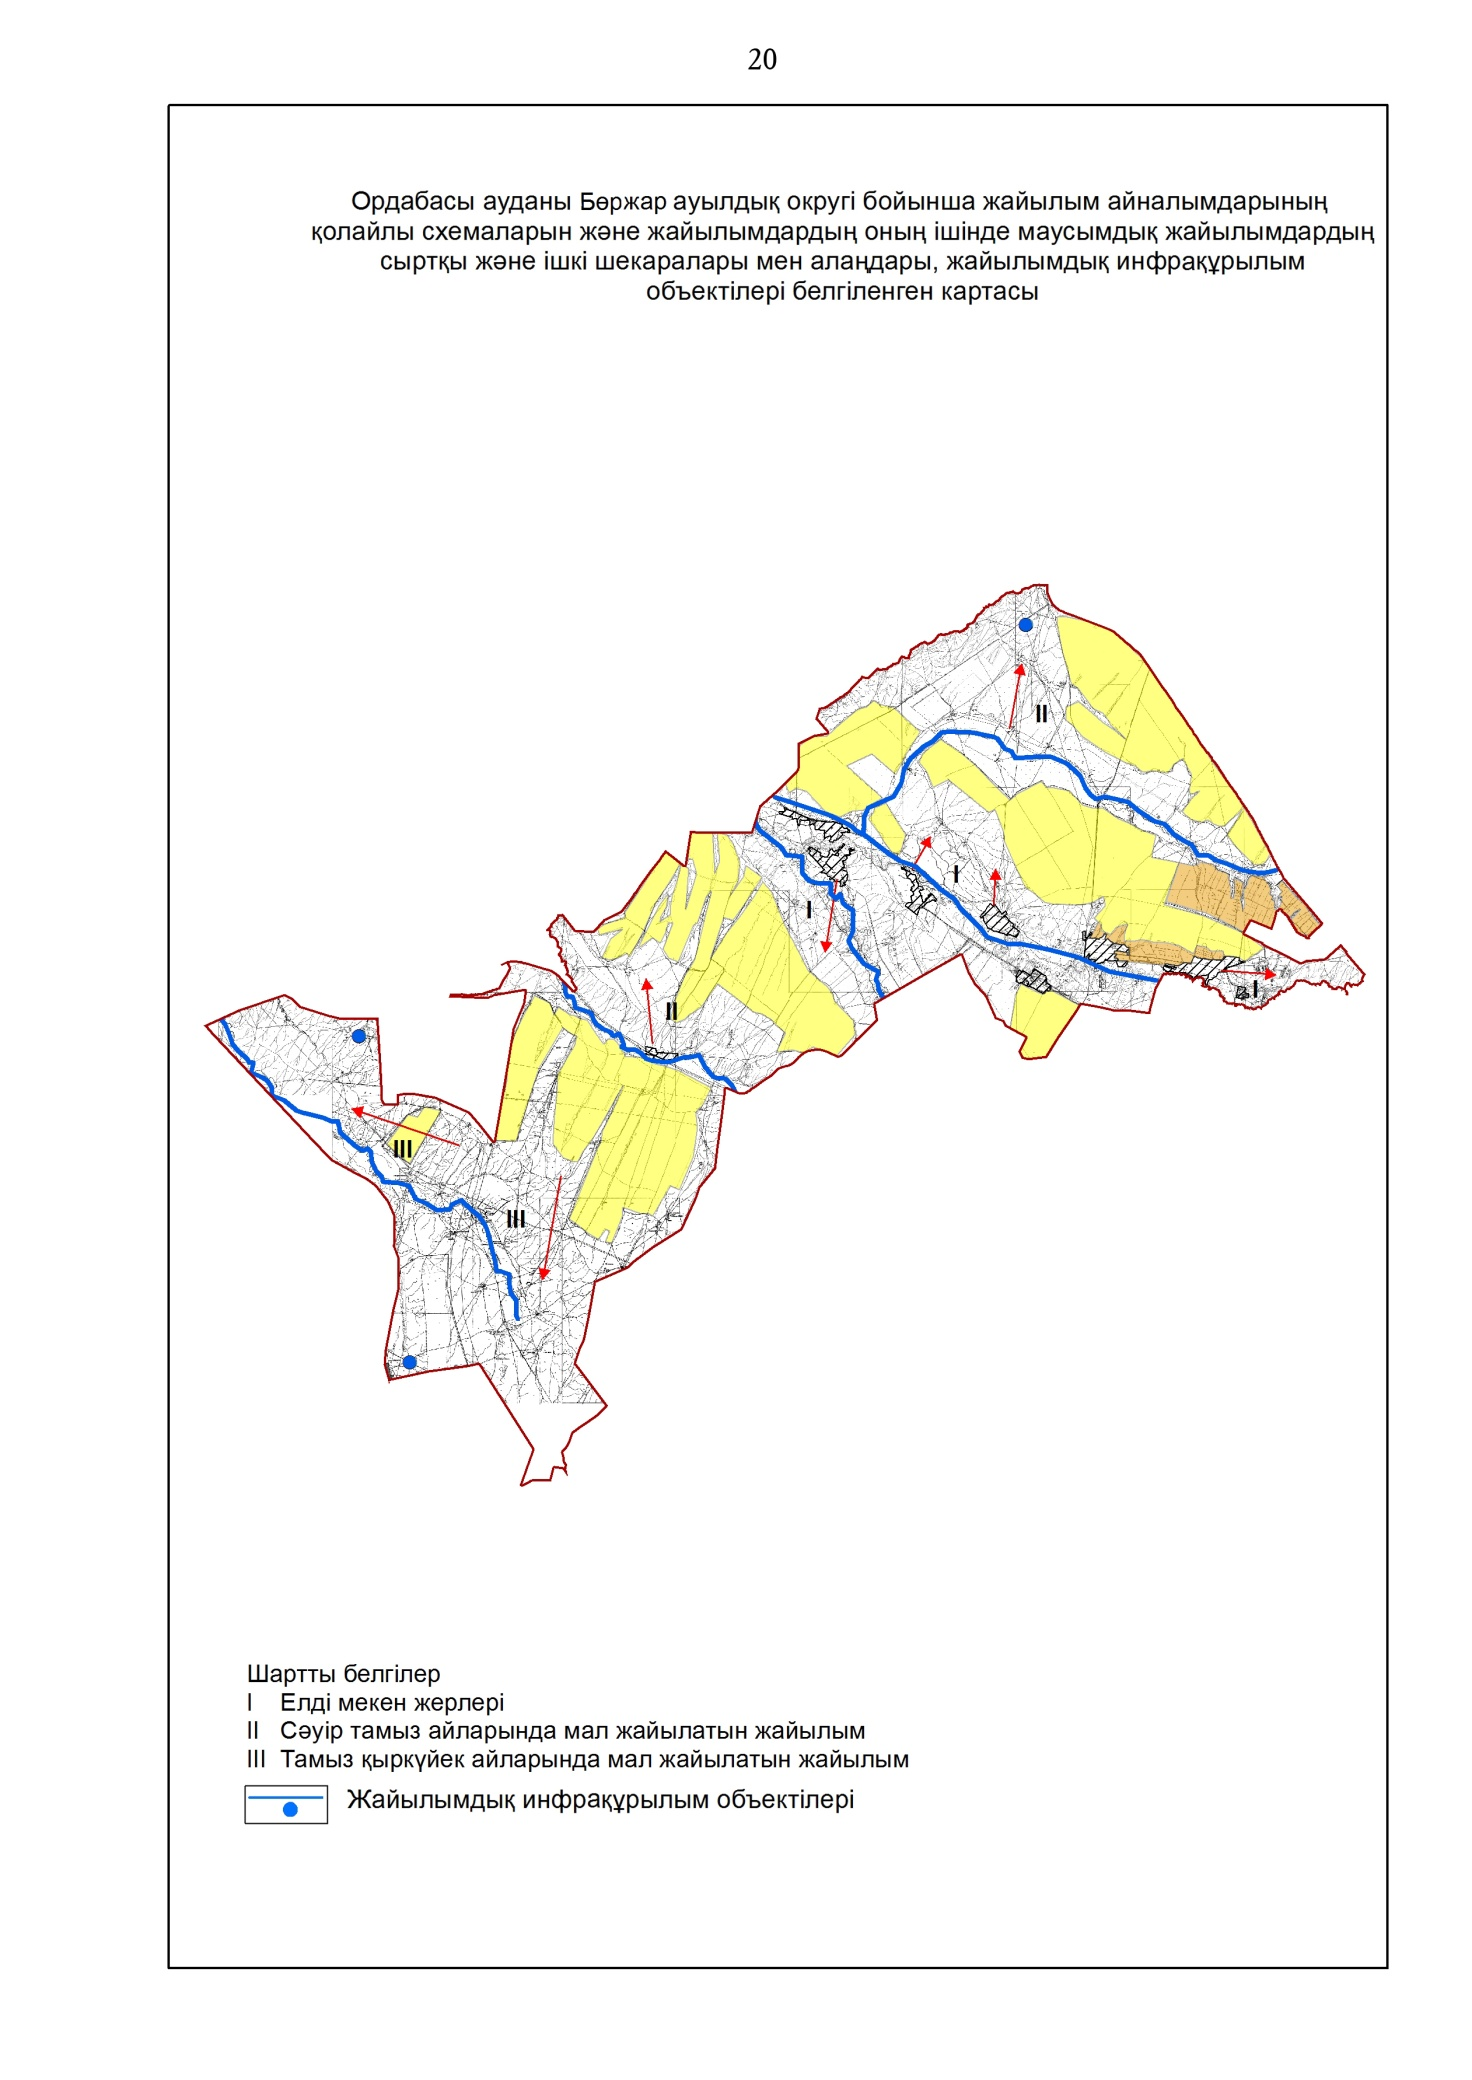 20
Ордабасы ауданы Бөржар ауылдық округі бойынша жайылым айналымдарының
қолайлы схемаларын және жайылымдардың оның ішінде маусымдық жайылымдардың
сыртқы және ішкі шекаралары мен алаңдары, жайылымдық инфрақұрылым
объектілері белгіленген картасы
II
I
I
I
II
III
III
Шартты белгілер
I Елді мекен жерлері
II Сәуір тамыз айларында мал жайылатын жайылым
III Тамыз қыркүйек айларында мал жайылатын жайылым
Жайылымдық инфрақұрылым объектілері